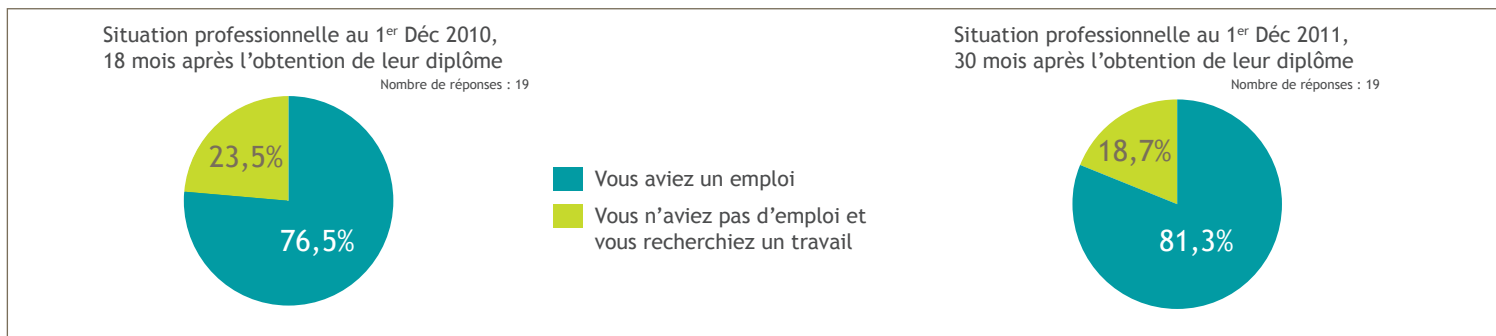 Situation professionnelle au 1er Déc 2010,
18 mois après l’obtention de leur diplôme
Nombre de réponses : 19
23,5%
76,5%
Vous aviez un emploi
Vous n’aviez pas d’emploi et
vous recherchiez un travail
Situation professionnelle au 1er Déc 2011,
30 mois après l’obtention de leur diplôme
Nombre de réponses : 19
18,7%
81,3%